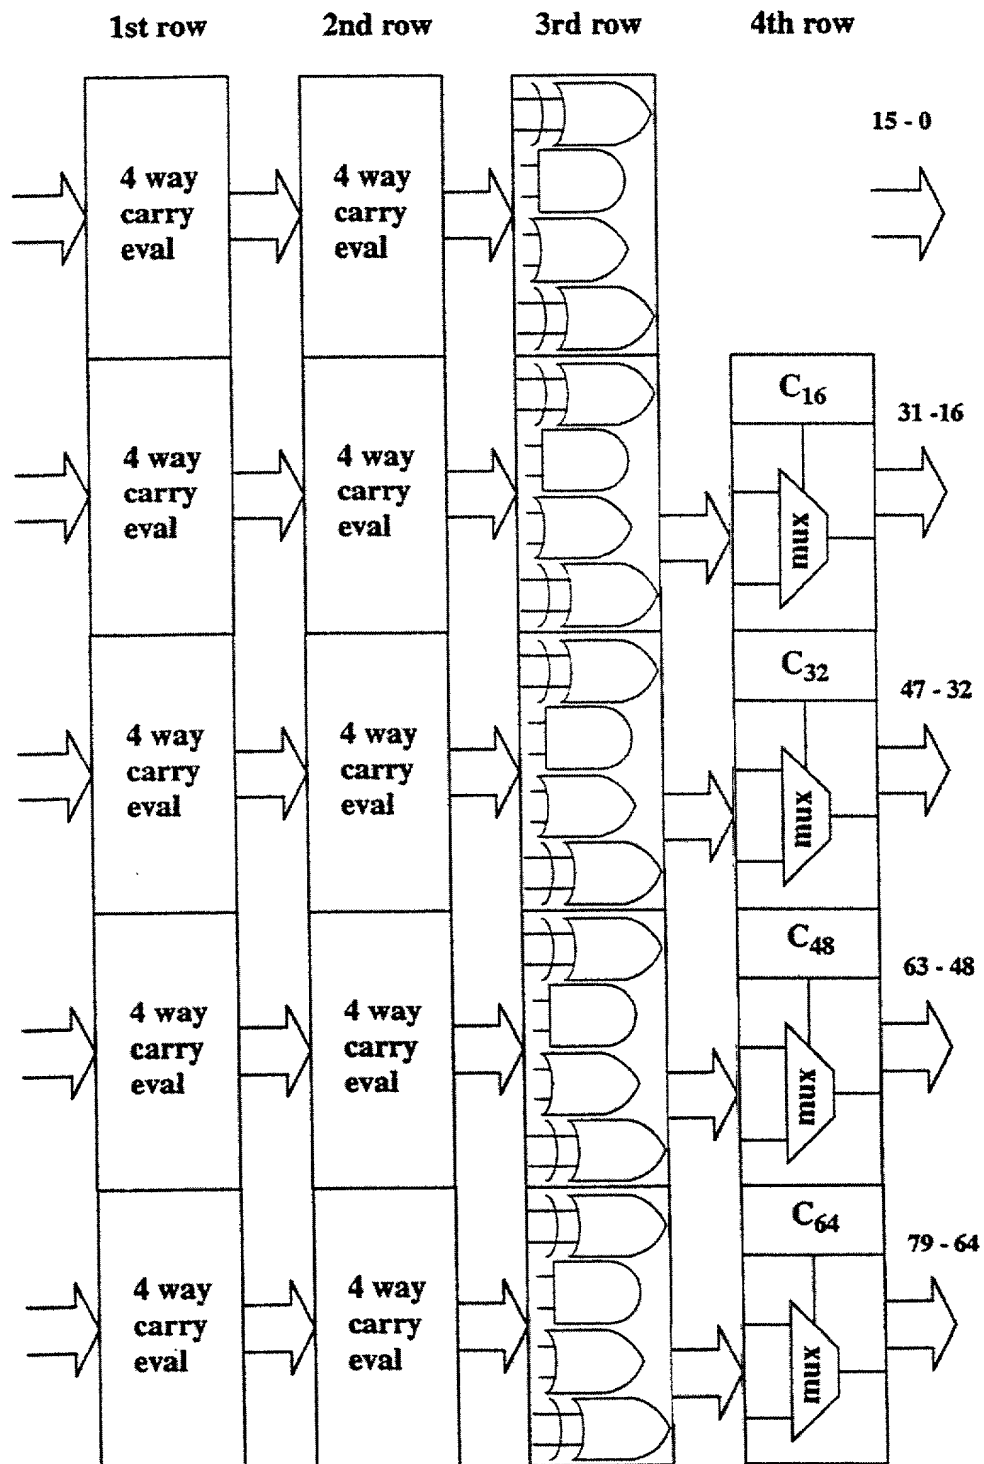 1st row 2nd row 3rd row 4th row
15 - 0
4 way
carry
eval
4 way
carry
eval
C16
31 -16
4 way
carry
eval
4 way
carry
eval
mux
C32
47 - 32
4 way
carry
eval
4 way
carry
eval
mux
C48
63 - 48
4 way
carry
eval
4 way
carry
eval
mux
C64
79 - 64
4 way
carry
eval
4 way
carry
eval
mux